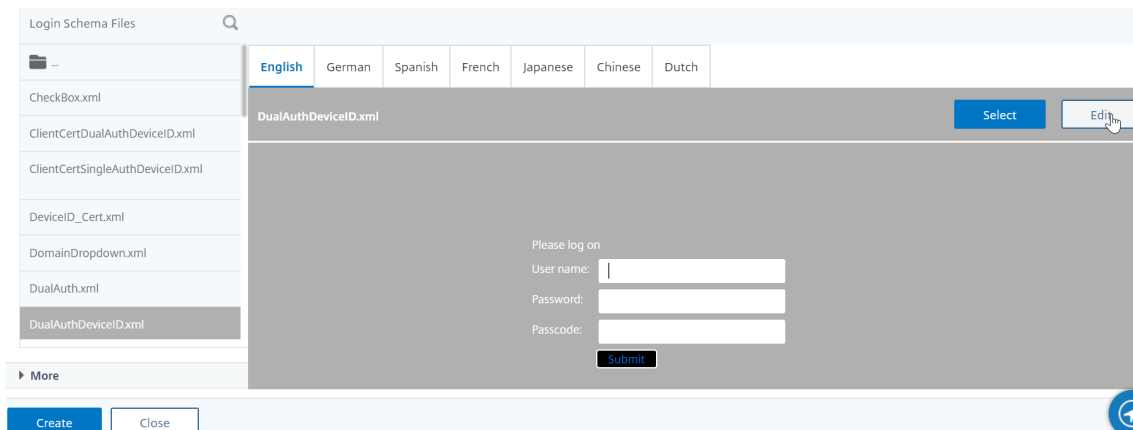 Login Schema Files
...
English German Spanish French Japanese Chinese Dutch
CheckBox.xml
DualAuthDeviceID.xml Select Edit
ClientCertDualAuthDeviceID.xml
ClientCertSingleAuthDeviceID.xml
DeviceID_Cert.xml
DomainDropdown.xml
DualAuth.xml
DualAuthDeviceID.xml
Please log on
User name:
Password:
Passcode:
Submit
More
Create Close